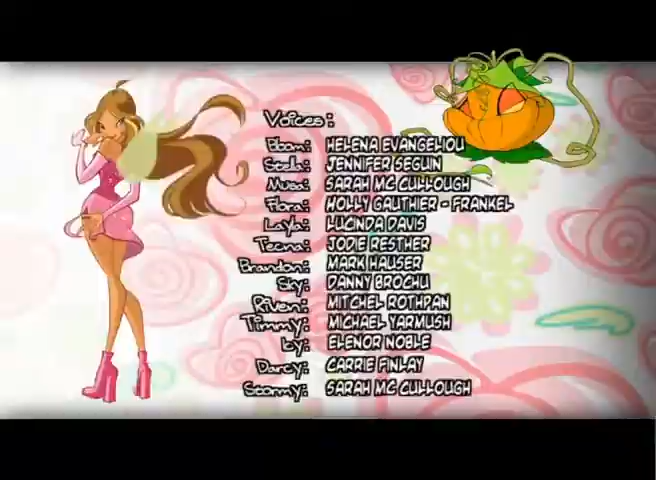 Voices:
Bloom: HELENA EVANGELIOU
Stella: JENNIFER SEGUIN
Musa: SARAH MC CULLOUGH
Flora: HOLLY GAUTHIER - FRANKEL
Layla: LUCINDA DAVIS
Tecna: JODIE RESTHER
Brandon: MARK HAUSER
Sky: DANNY BROCHU
Riven: MITCHEL ROTHPAN
Timmy: MICHAEL YARMUSH
Icy: ELENOR NOBLE
Darcy: CARRIE FINLAY
Stormy: SARAH MC CULLOUGH